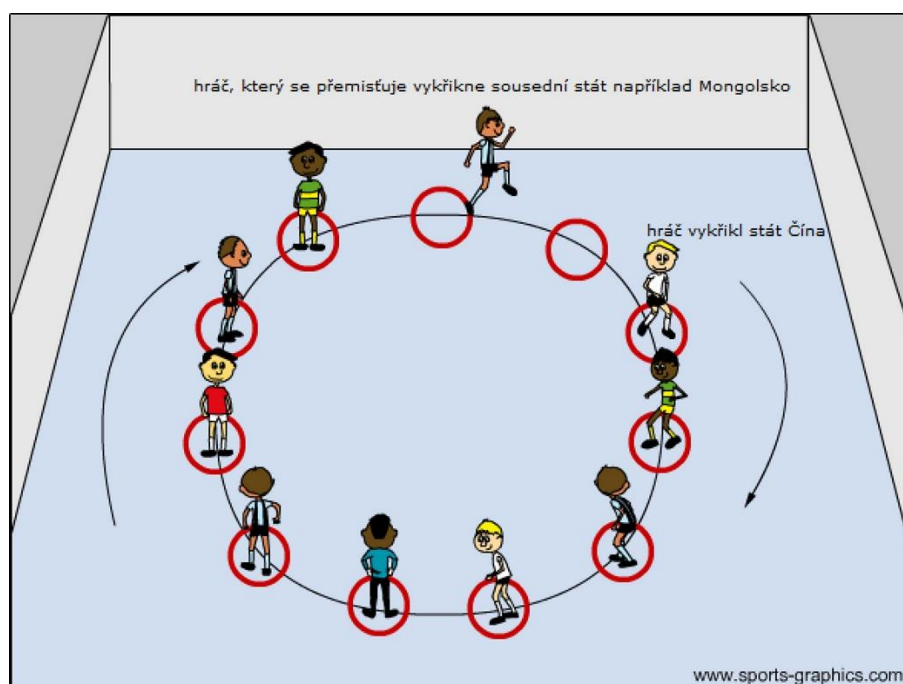 hráč, který se přemisťuje vykřikne sousední stát například Mongolsko
hráč vykřikl stát Čína
www.sports-graphics.com